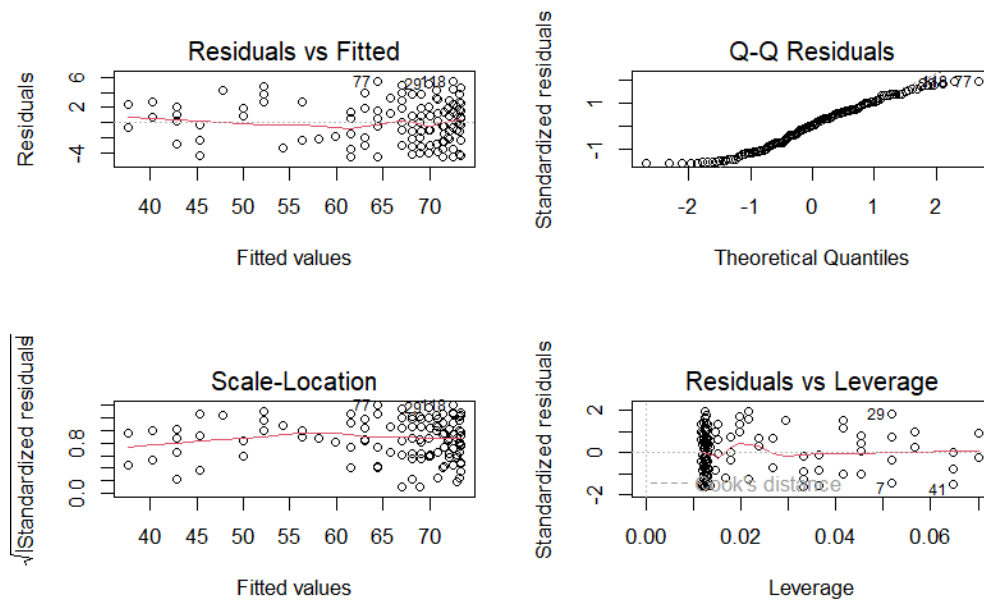 Residuals vs Fitted
Residuals
6
2
-4
77
29
118
40 45 50 55 60 65 70
Fitted values
Q-Q Residuals
Standardized residuals
1
-1
118 77
-2 -1 0 1 2
Theoretical Quantiles
Scale-Location
√|Standardized residuals
0.8
0.0
77
29
118
40 45 50 55 60 65 70
Fitted values
Residuals vs Leverage
Standardized residuals
2
0
-2
29
7
41
Cook's distance
0.00 0.02 0.04 0.06
Leverage